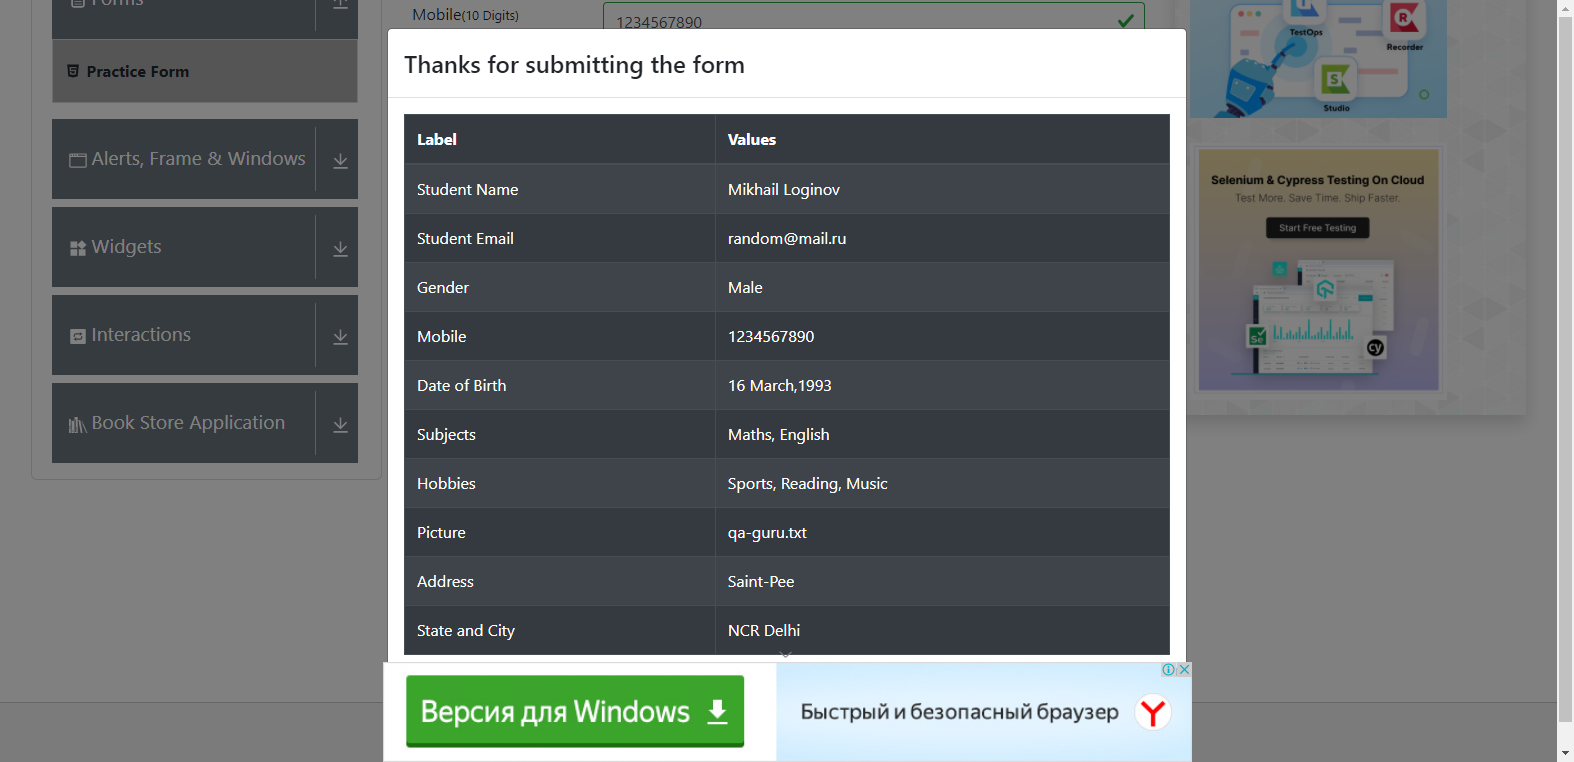 Forms
Practice Form
Alerts, Frame & Windows
Widgets
Interactions
Book Store Application
Mobile(10 Digits)
1234567890
Thanks for submitting the form
Label Values
Student Name Mikhail Loginov
Student Email random@mail.ru
Gender Male
Mobile 1234567890
Date of Birth 16 March,1993
Subjects Maths, English
Hobbies Sports, Reading, Music
Picture qa-guru.txt
Address Saint-Pee
State and City NCR Delhi
Версия для Windows
Быстрый и безопасный браузер
TestOps
Recorder
Studio
Selenium & Cypress Testing On Cloud
Test More. Save Time. Ship Faster.
Start Free Testing
Se
cy